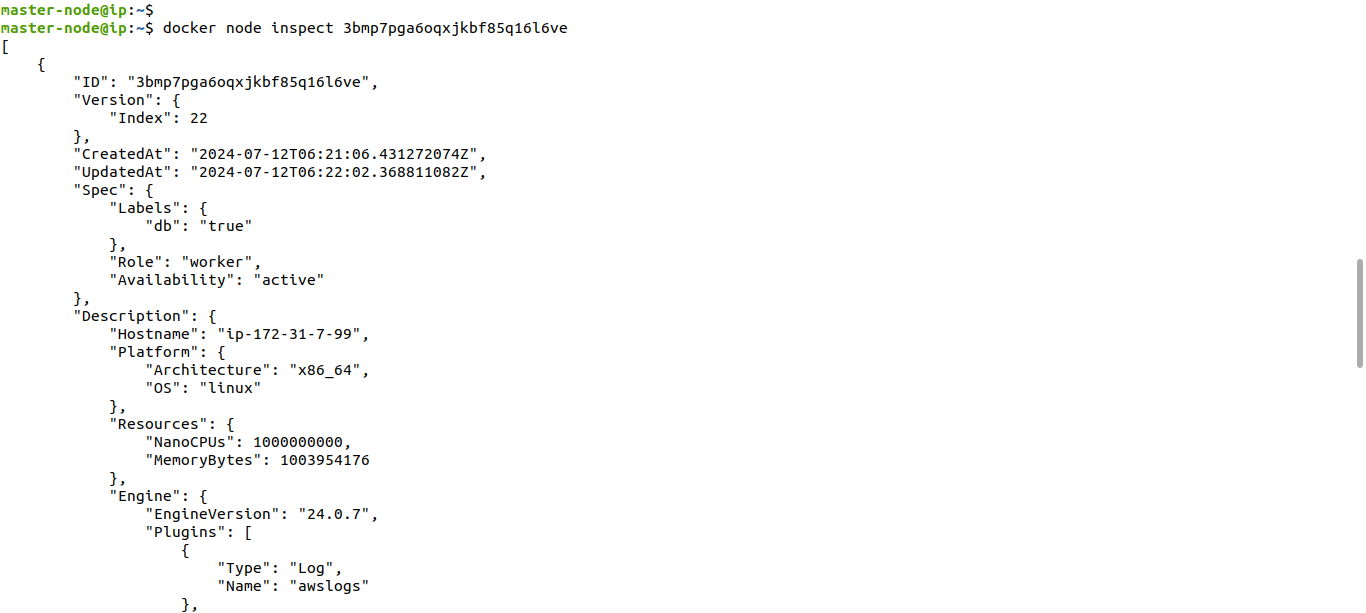 master-node@ip:~$
master-node@ip:~$ docker node inspect 3bmp7pga6oqxjkbf85q16l6ve
[
    {
        "ID": "3bmp7pga6oqxjkbf85q16l6ve",
        "Version": {
            "Index": 22
        },
        "CreatedAt": "2024-07-12T06:21:06.431272074Z",
        "UpdatedAt": "2024-07-12T06:22:02.368811082Z",
        "Spec": {
            "Labels": {
                "db": "true"
            },
            "Role": "worker",
            "Availability": "active"
        },
        "Description": {
            "Hostname": "ip-172-31-7-99",
            "Platform": {
                "Architecture": "x86_64",
                "OS": "linux"
            },
            "Resources": {
                "NanoCPUs": 1000000000,
                "MemoryBytes": 1003954176
            },
            "Engine": {
                "EngineVersion": "24.0.7",
                "Plugins": [
                    {
                        "Type": "Log",
                        "Name": "awslogs"
                    },